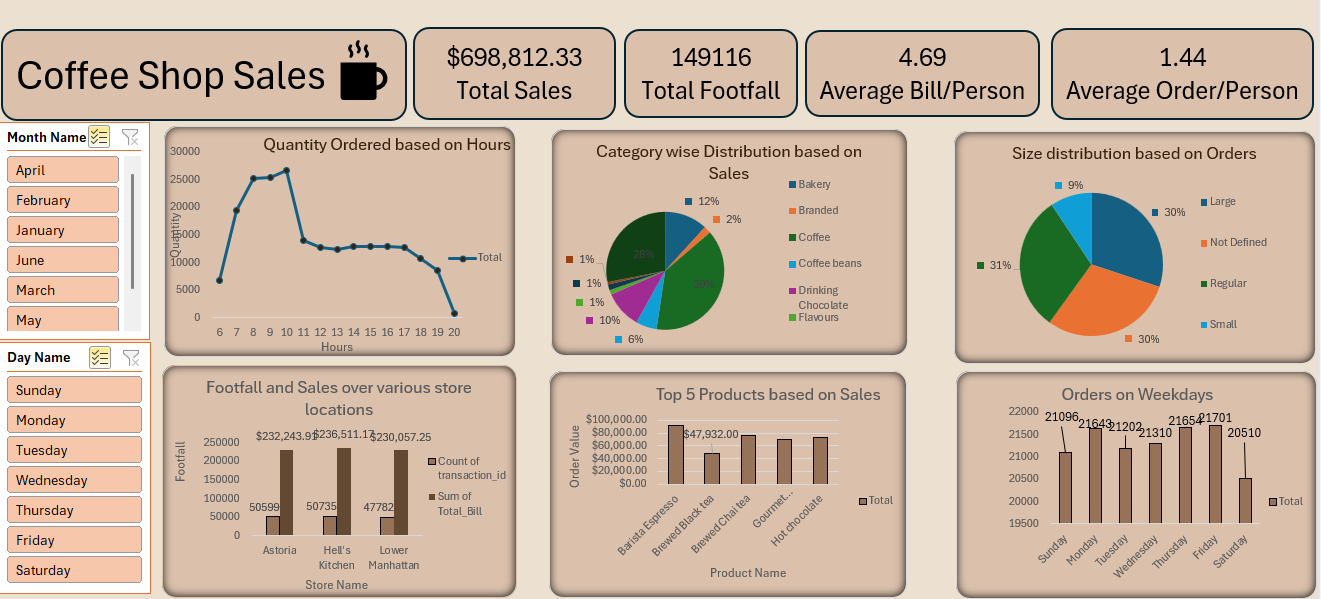 Coffee Shop Sales
$698,812.33
Total Sales
149116
Total Footfall
4.69
Average Bill/Person
1.44
Average Order/Person
Month Name
April
February
January
June
March
May
Day Name
Sunday
Monday
Tuesday
Wednesday
Thursday
Friday
Saturday
Quantity Ordered based on Hours
30000
25000
20000
15000
10000
5000
0
Quantity
6 7 8 9 10 11 12 13 14 15 16 17 18 19 20
Hours
Total
Category wise Distribution based on
Sales
12%
2%
39%
6%
10%
1%
1%
1%
28%
Bakery
Branded
Coffee
Coffee beans
Drinking
Chocolate
Flavours
Size distribution based on Orders
9%
30%
31%
30%
Large
Not Defined
Regular
Small
Footfall and Sales over various store
locations
Footfall
250000
200000
150000
100000
50000
0
$232,243.91
$236,511.17
$230,057.25
50599
50735
47782
Astoria
Hell's
Kitchen
Lower
Manhattan
Store Name
Count of
transaction_id
Sum of
Total_Bill
Top 5 Products based on Sales
Order Value
$100,000.00
$80,000.00
$60,000.00
$40,000.00
$20,000.00
$0.00
$47,932.00
Barista Espresso
Brewed Black tea
Brewed Chai tea
Gourmet...
Hot chocolate
Product Name
Total
Orders on Weekdays
22000
21500
21000
20500
20000
19500
21096
21643
21202
21310
21654
21701
20510
Sunday
Monday
Tuesday
Wednesday
Thursday
Friday
Saturday
Total